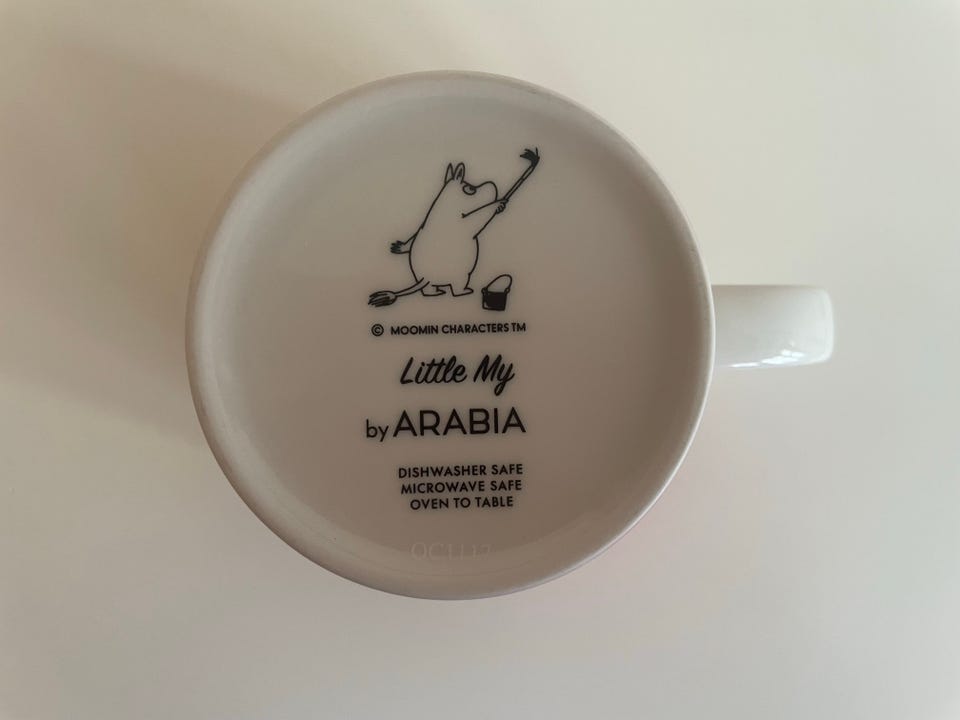 © MOOMIN CHARACTERS TM
Little My
by ARABIA
DISHWASHER SAFE
MICROWAVE SAFE
OVEN TO TABLE